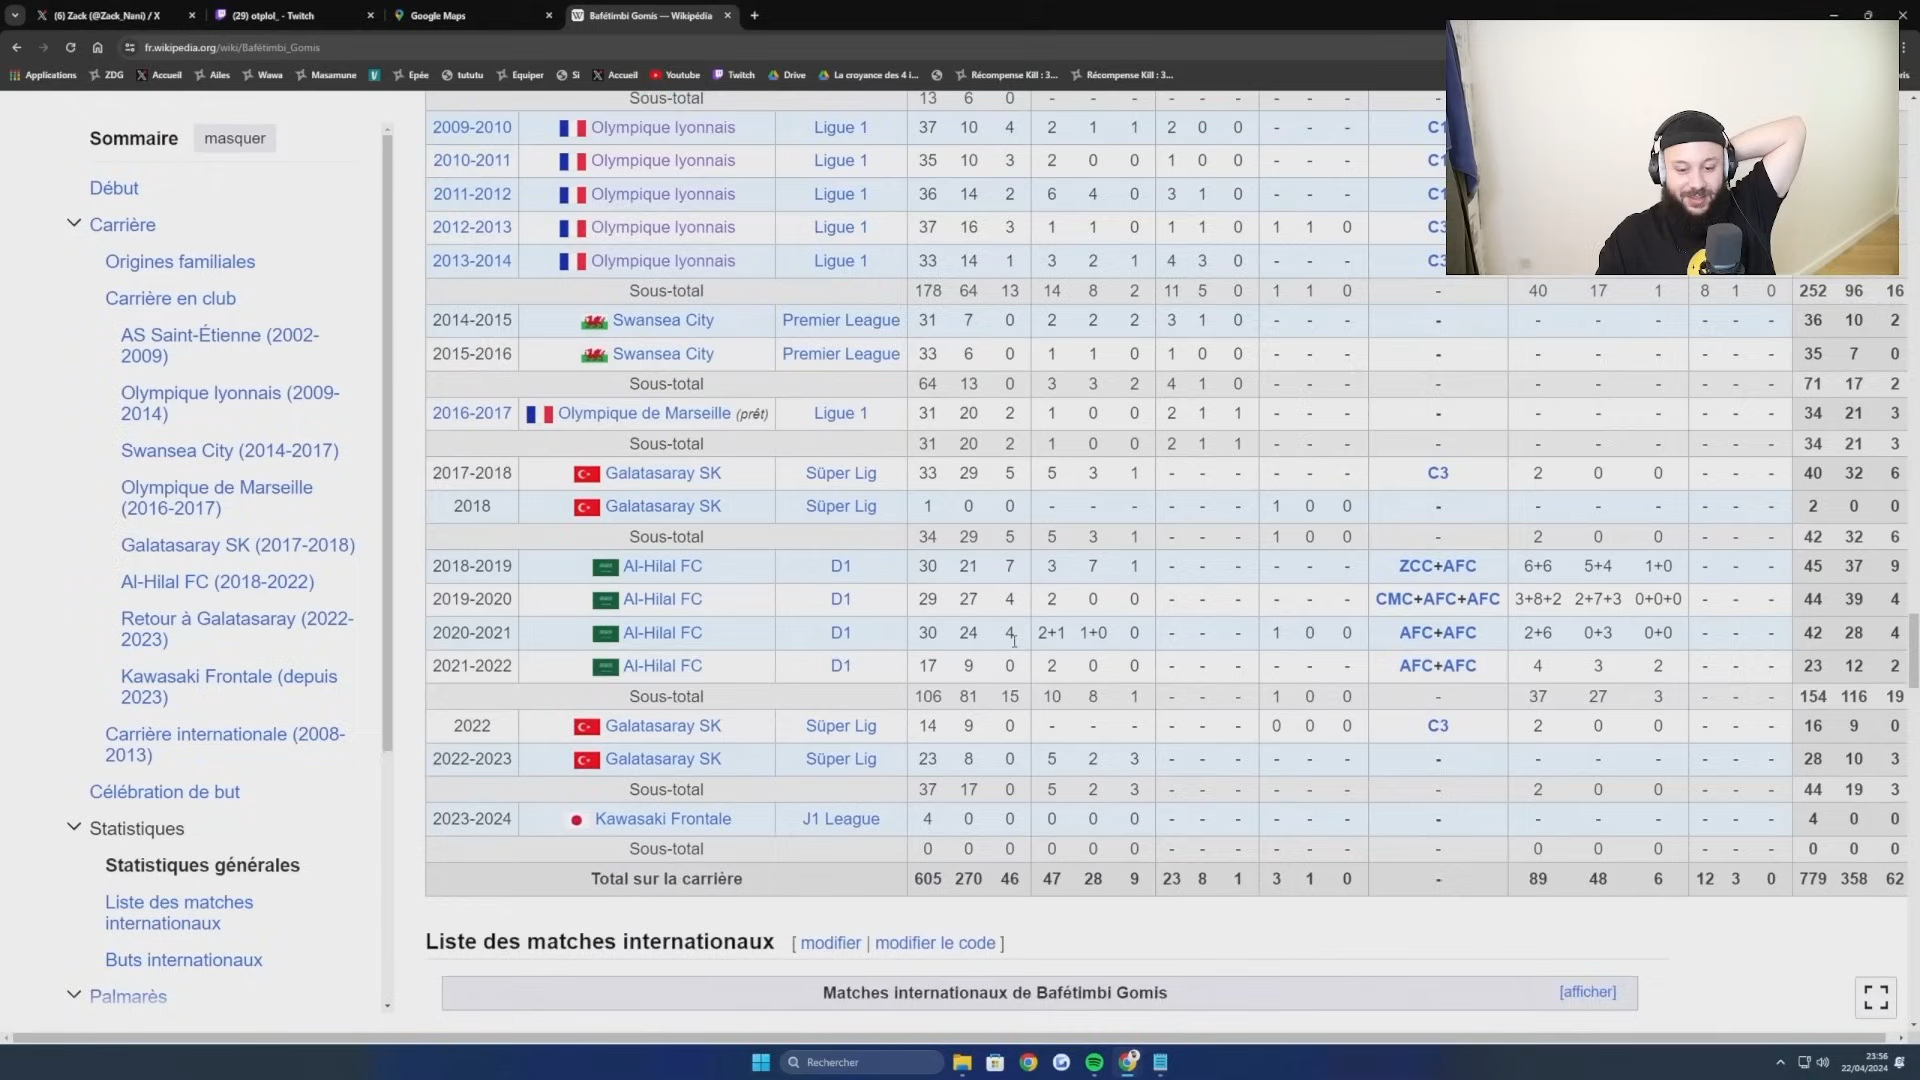 (6) Zack (@Zack_Nani) / X
(29) otplol_ - Twitch
Google Maps
Bafétimbi Gomis — Wikipédia
fr.wikipedia.org/wiki/Bafétimbi_Gomis
Applications ZDG Accueil Ailes Wawa Masamune Epée tututu Equiper Si Accueil Youtube Twitch Drive La croyance des 4 i... Récompense Kill : 3... Récompense Kill : 3...
Sommaire masquer
Début
Carrière
Origines familiales
Carrière en club
AS Saint-Étienne (2002-
2009)
Olympique lyonnais (2009-
2014)
Swansea City (2014-2017)
Olympique de Marseille
(2016-2017)
Galatasaray SK (2017-2018)
Al-Hilal FC (2018-2022)
Retour à Galatasaray (2022-
2023)
Kawasaki Frontale (depuis
2023)
Carrière internationale (2008-
2013)
Célébration de but
Statistiques
Statistiques générales
Liste des matches
internationaux
Buts internationaux
Palmarès
Sous-total 13 6 0 - - - - - - - - - -
2009-2010 Olympique lyonnais Ligue 1 37 10 4 2 1 1 2 0 0 - - - C1
2010-2011 Olympique lyonnais Ligue 1 35 10 3 2 0 0 1 0 0 - - - C1
2011-2012 Olympique lyonnais Ligue 1 36 14 2 6 4 0 3 1 0 - - - C1
2012-2013 Olympique lyonnais Ligue 1 37 16 3 1 1 0 1 1 0 1 1 0 C3
2013-2014 Olympique lyonnais Ligue 1 33 14 1 3 2 1 4 3 0 - - - C3
Sous-total 178 64 13 14 8 2 11 5 0 1 1 0 - 40 17 1 8 1 0 252 96 16
2014-2015 Swansea City Premier League 31 7 0 2 2 2 3 1 0 - - - - - - - - - - 36 10 2
2015-2016 Swansea City Premier League 33 6 0 1 1 0 1 0 0 - - - - - - - - - - 35 7 0
Sous-total 64 13 0 3 3 2 4 1 0 - - - - - - - - - - 71 17 2
2016-2017 Olympique de Marseille (prêt) Ligue 1 31 20 2 1 0 0 2 1 1 - - - - - - - - - - 34 21 3
Sous-total 31 20 2 1 0 0 2 1 1 - - - - - - - - - - 34 21 3
2017-2018 Galatasaray SK Süper Lig 33 29 5 5 3 1 - - - - - - C3 2 0 0 - - - 40 32 6
2018 Galatasaray SK Süper Lig 1 0 0 - - - - - - 1 0 0 - - - - - - - 2 0 0
Sous-total 34 29 5 5 3 1 - - - 1 0 0 - 2 0 0 - - - 42 32 6
2018-2019 Al-Hilal FC D1 30 21 7 3 7 1 - - - - - - ZCC+AFC 6+6 5+4 1+0 - - - 45 37 9
2019-2020 Al-Hilal FC D1 29 27 4 2 0 0 - - - - - - CMC+AFC+AFC 3+8+2 2+7+3 0+0+0 - - - 44 39 4
2020-2021 Al-Hilal FC D1 30 24 4 2+1 1+0 0 - - - 1 0 0 AFC+AFC 2+6 0+3 0+0 - - - 42 28 4
2021-2022 Al-Hilal FC D1 17 9 0 2 0 0 - - - - - - AFC+AFC 4 3 2 - - - 23 12 2
Sous-total 106 81 15 10 8 1 - - - 1 0 0 - 37 27 3 - - - 154 116 19
2022 Galatasaray SK Süper Lig 14 9 0 - - - - - - 0 0 0 C3 2 0 0 - - - 16 9 0
2022-2023 Galatasaray SK Süper Lig 23 8 0 5 2 3 - - - - - - - - - - - - - 28 10 3
Sous-total 37 17 0 5 2 3 - - - - - - - 2 0 0 - - - 44 19 3
2023-2024 Kawasaki Frontale J1 League 4 0 0 0 0 0 - - - - - - - - - - - - - 4 0 0
Sous-total 0 0 0 0 0 0 - - - - - - - 0 0 0 - - - 0 0 0
Total sur la carrière 605 270 46 47 28 9 23 8 1 3 1 0 - 89 48 6 12 3 0 779 358 62
Liste des matches internationaux [ modifier | modifier le code ]
Matches internationaux de Bafétimbi Gomis [afficher]
Rechercher
23:56
22/04/2024